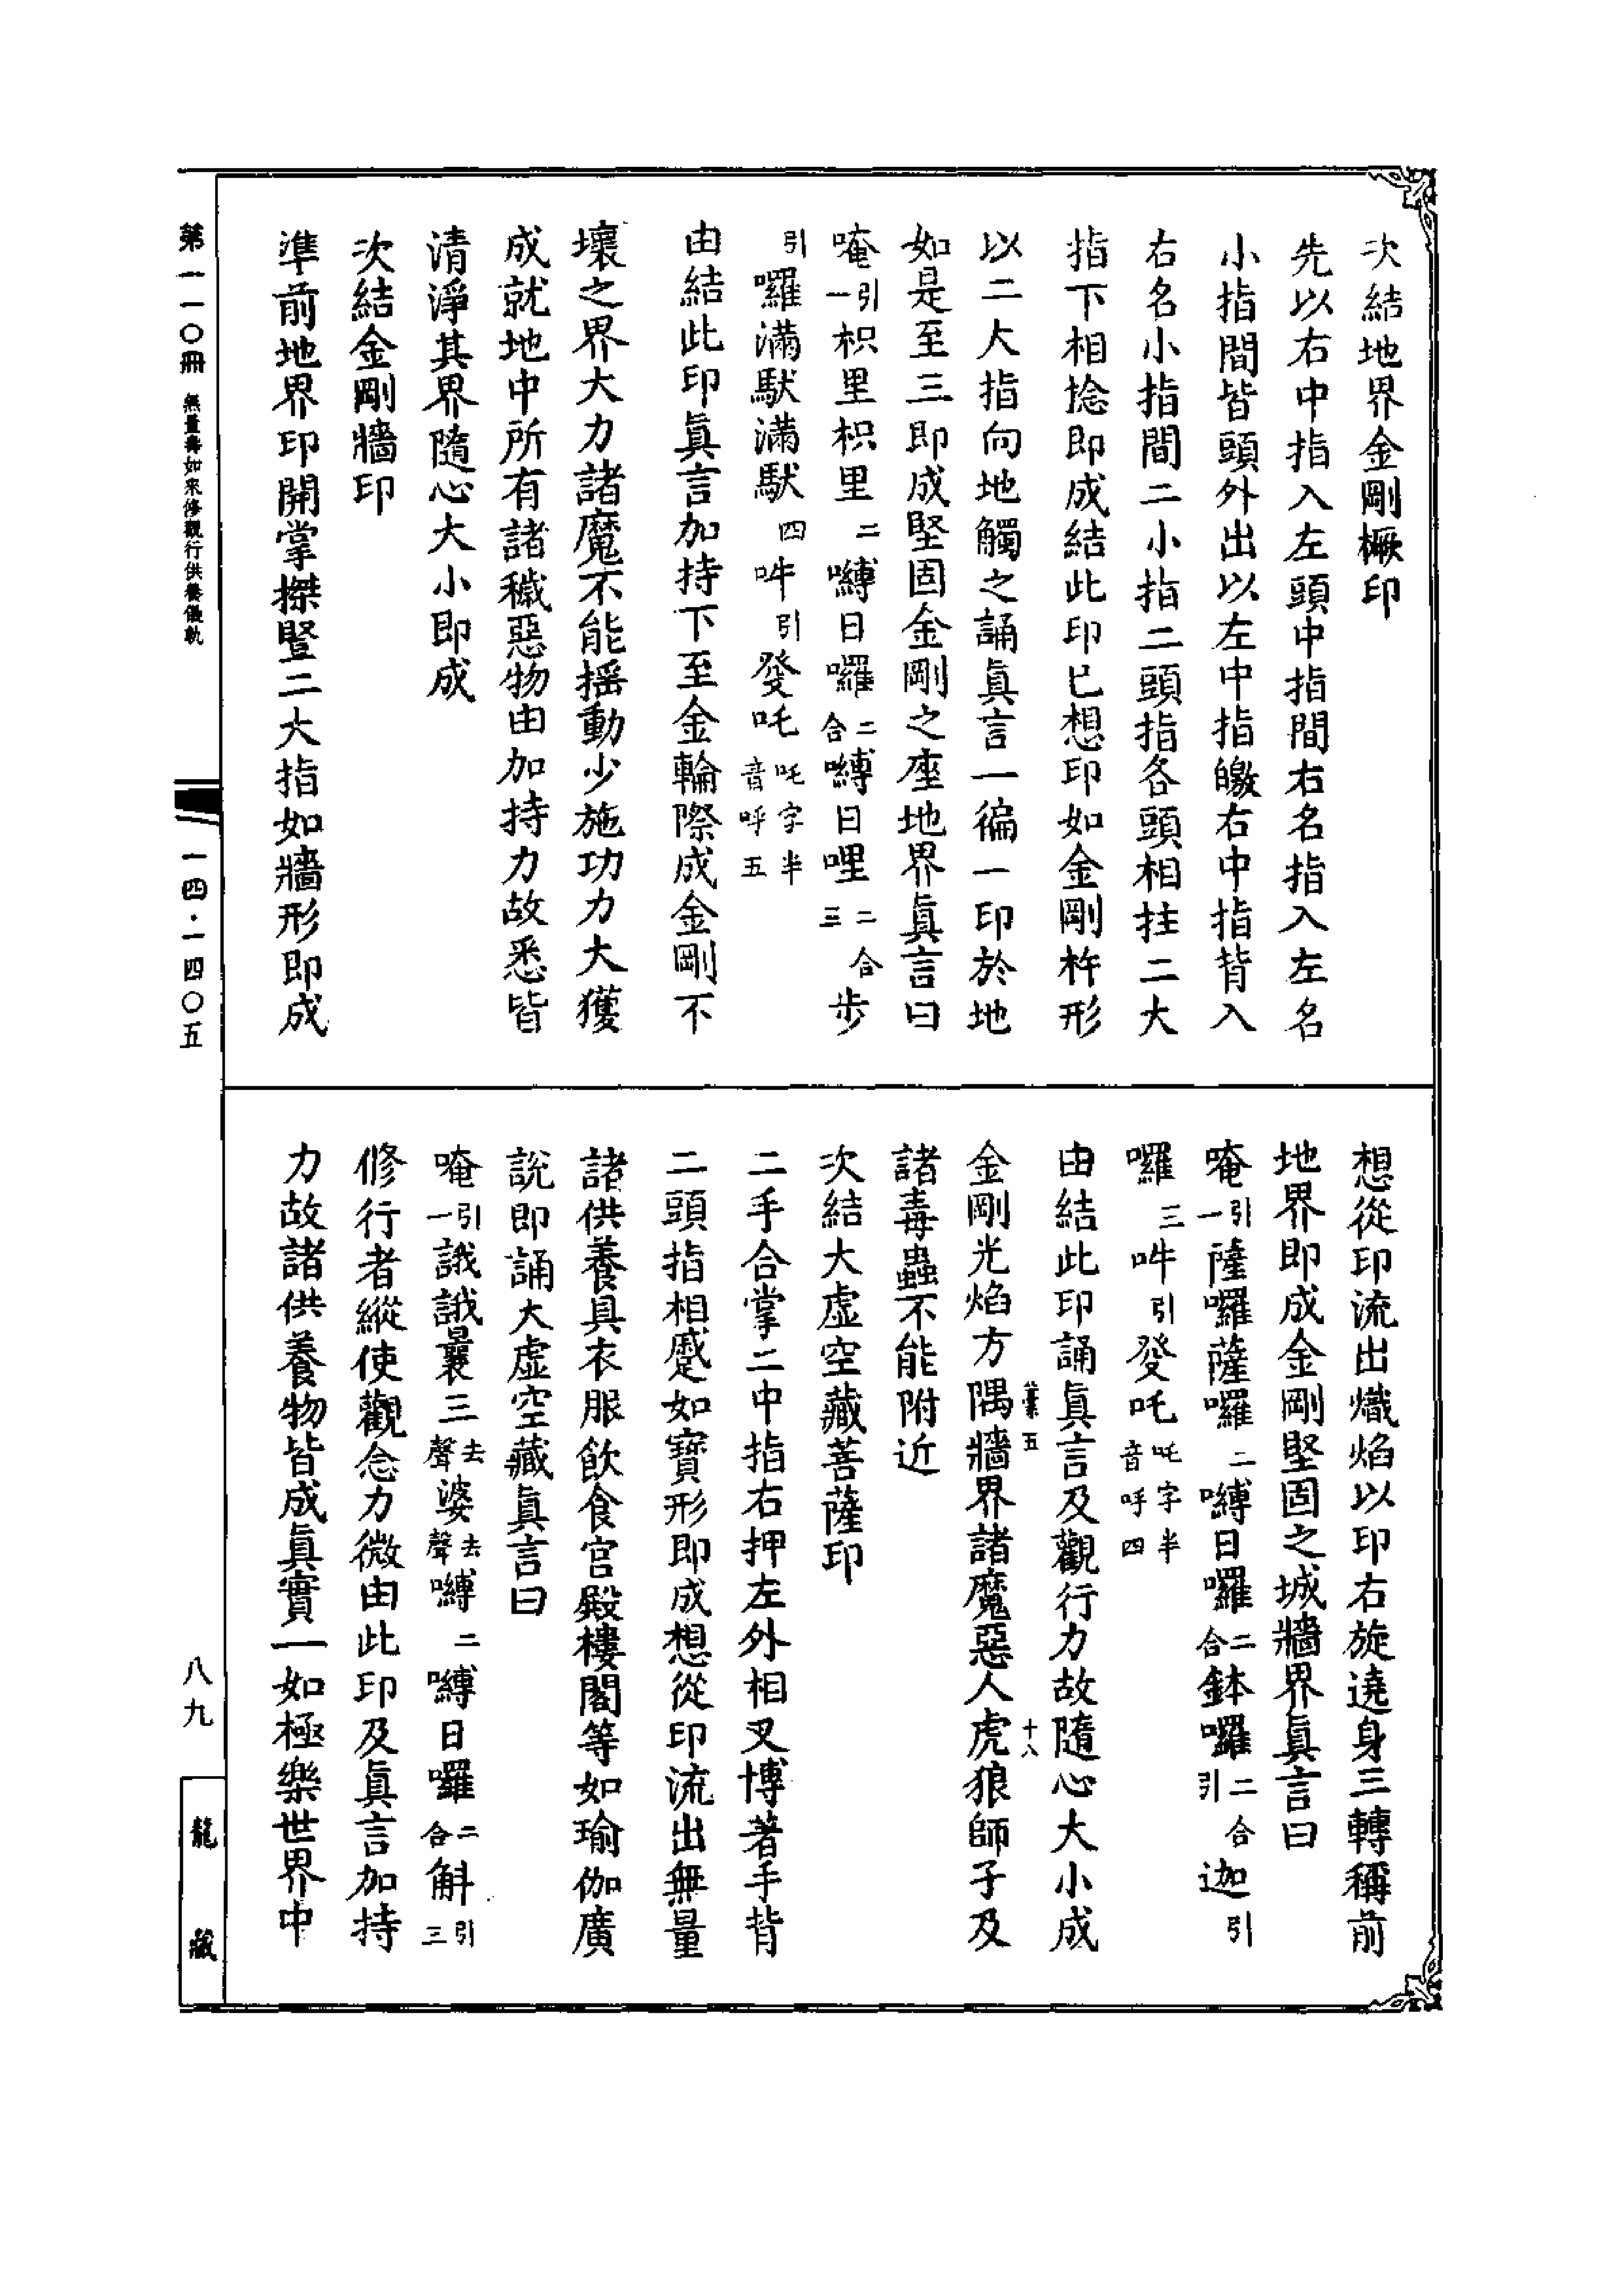 次結地界金剛橛印
先以右中指入左頭中指間右名指入左名
小指間皆頭外出以左中指繳右中指背入
右名小指間二小指二頭指各頭相拄二大
指下相捻即成結此印已想印如金剛杵形
以二大指向地觸之誦眞言一徧一印於地
如是至三即成堅固金剛之座地界眞言曰
唵引一枳里枳里二嚩日囉二合嚩日哩二合三步
引囉滿馱滿馱四吽引發吒吒字半音呼五
由結此印眞言加持下至金輪際成金剛不
壞之界大力諸魔不能搖動少施功力大獲
成就地中所有諸穢惡物由加持力故悉皆
清淨其界隨心大小即成
次結金剛牆印
準前地界印開掌搩豎二大指如牆形即成
想從印流出熾焰以印右旋遶身三轉稱前
地界即成金剛堅固之城牆界眞言曰
唵引一薩囉薩囉二嚩日囉二合鉢囉二合引迦引
囉三吽引發吒吒字半音呼四
由結此印誦眞言及觀行力故隨心大小成
金剛光焰方隅牆界諸魔惡人虎狼師子及
諸毒蟲不能附近
次結大虛空藏菩薩印
二手合掌二中指右押左外相叉博著手背
二頭指相蹙如寶形即成想從印流出無量
諸供養具衣服飲食宮殿樓閣等如瑜伽廣
說即誦大虛空藏眞言曰
唵引一誐誐曩三去聲婆去聲嚩二嚩日囉二合斛引三
修行者縱使觀念力微由此印及眞言加持
力故諸供養物皆成眞實一如極樂世界中
第一一〇冊 無量壽如來修觀行供養儀軌
一四·一四〇五
八九
龍藏